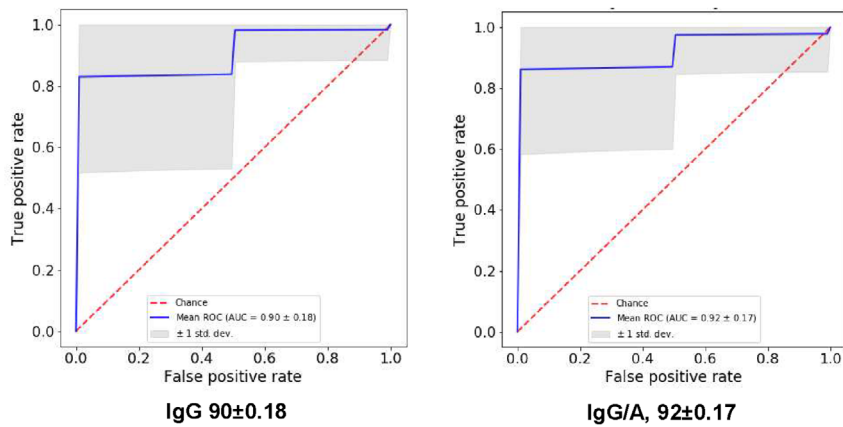 1.0
0.8
0.6
0.4
0.2
0.0
True positive rate
Chance
Mean ROC (AUC = 0.90 ± 0.18)
± 1 std. dev.
0.0 0.2 0.4 0.6 0.8 1.0
False positive rate
IgG 90±0.18
1.0
0.8
0.6
0.4
0.2
0.0
True positive rate
Chance
Mean ROC (AUC = 0.92 ± 0.17)
± 1 std. dev.
0.0 0.2 0.4 0.6 0.8 1.0
False positive rate
IgG/A, 92±0.17